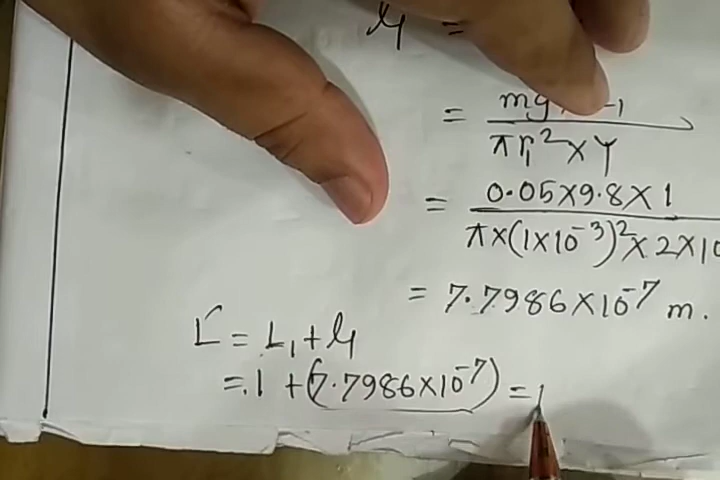 l₁ =
= mg
πr₁² × Y
= 0.05×9.8×1
π×(1×10⁻³)²×2×10
= 7.7986×10⁻⁷ m.
L' = L₁ + l₁
= 1 + (7.7986×10⁻⁷) = 1